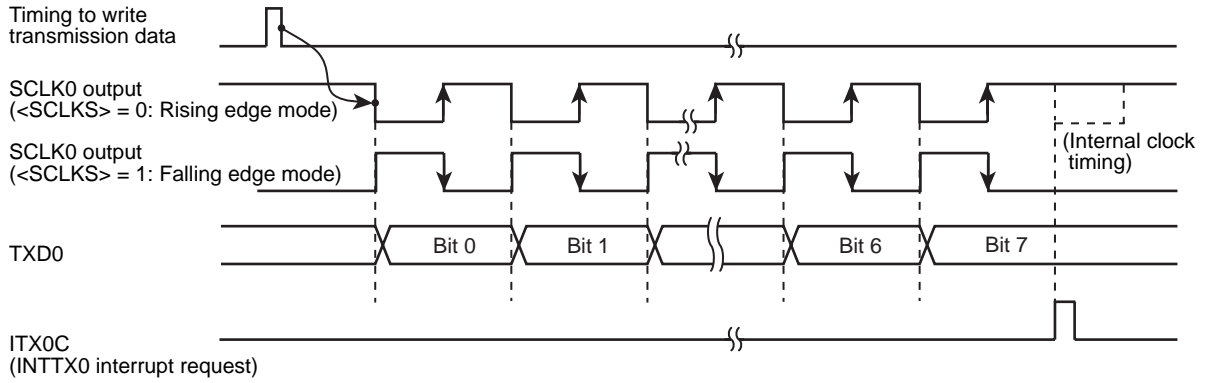 Timing to write
transmission data
SCLK0 output
(<SCLKS> = 0: Rising edge mode)
SCLK0 output
(<SCLKS> = 1: Falling edge mode)
(Internal clock
timing)
TXD0
Bit 0
Bit 1
Bit 6
Bit 7
ITX0C
(INTTX0 interrupt request)